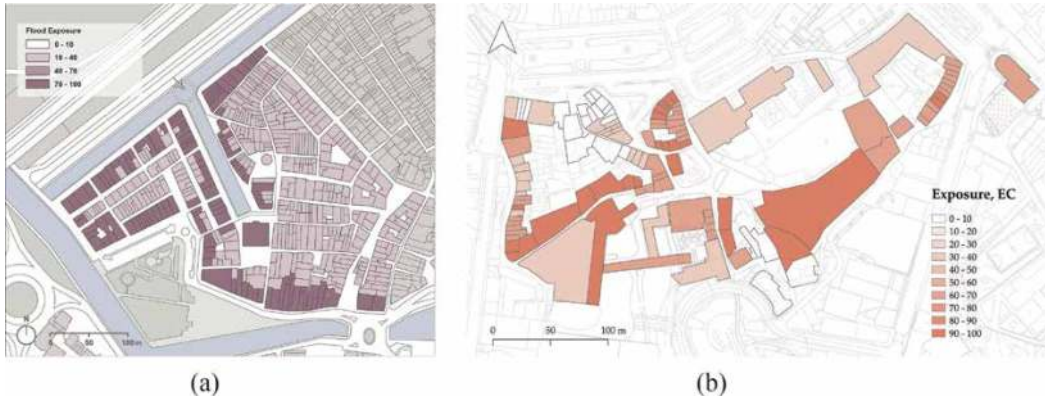 Flood Exposure
0 - 10
10 - 40
40 - 70
70 - 100
N
0 50 100 m
(a)
Exposure, EC
0 - 10
10 - 20
20 - 30
30 - 40
40 - 50
50 - 60
60 - 70
70 - 80
80 - 90
90 - 100
0 50 100 m
(b)